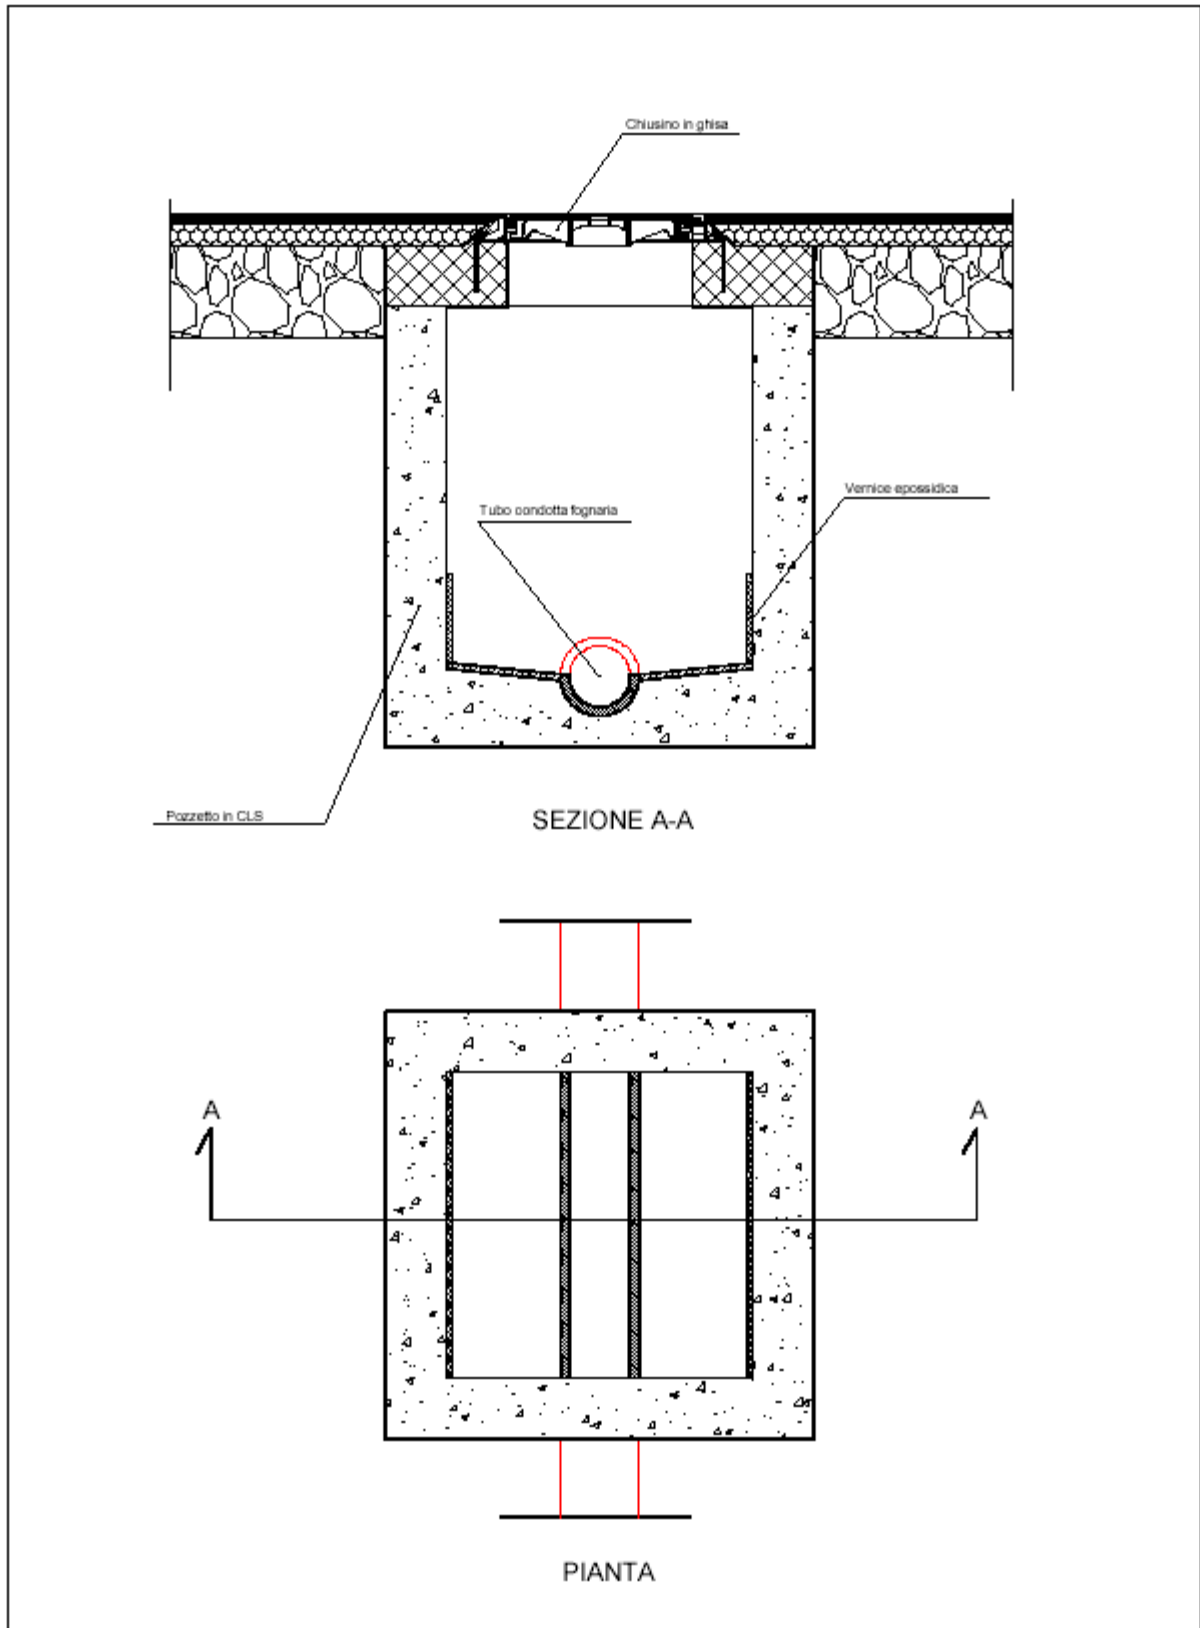 Chiusino in ghisa
Vernice epossidica
Tubo condotta fognaria
Pozzetto in CLS
SEZIONE A-A
A
A
PIANTA